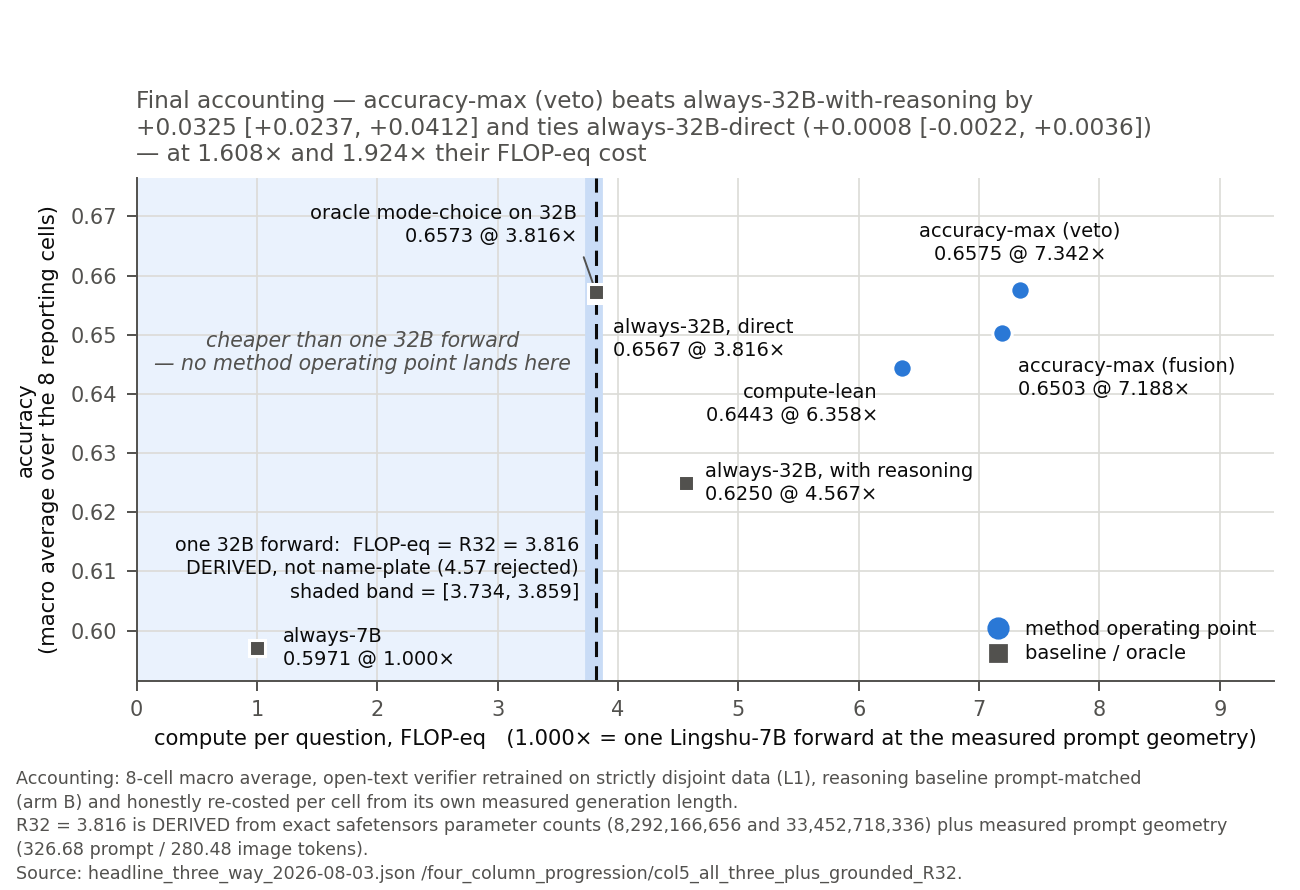 Final accounting — accuracy-max (veto) beats always-32B-with-reasoning by
+0.0325 [+0.0237, +0.0412] and ties always-32B-direct (+0.0008 [-0.0022, +0.0036])
— at 1.608× and 1.924× their FLOP-eq cost
accuracy
(macro average over the 8 reporting cells)
0.67
0.66
0.65
0.64
0.63
0.62
0.61
0.60
oracle mode-choice on 32B
0.6573 @ 3.816×
accuracy-max (veto)
0.6575 @ 7.342×
cheaper than one 32B forward
— no method operating point lands here
always-32B, direct
0.6567 @ 3.816×
accuracy-max (fusion)
0.6503 @ 7.188×
compute-lean
0.6443 @ 6.358×
always-32B, with reasoning
0.6250 @ 4.567×
one 32B forward:  FLOP-eq = R32 = 3.816
DERIVED, not name-plate (4.57 rejected)
shaded band = [3.734, 3.859]
always-7B
0.5971 @ 1.000×
method operating point
baseline / oracle
0 1 2 3 4 5 6 7 8 9
compute per question, FLOP-eq   (1.000× = one Lingshu-7B forward at the measured prompt geometry)
Accounting: 8-cell macro average, open-text verifier retrained on strictly disjoint data (L1), reasoning baseline prompt-matched
(arm B) and honestly re-costed per cell from its own measured generation length.
R32 = 3.816 is DERIVED from exact safetensors parameter counts (8,292,166,656 and 33,452,718,336) plus measured prompt geometry
(326.68 prompt / 280.48 image tokens).
Source: headline_three_way_2026-08-03.json /four_column_progression/col5_all_three_plus_grounded_R32.